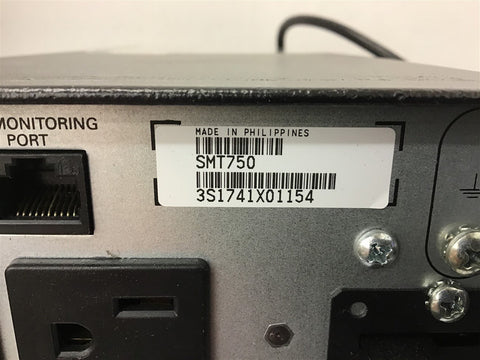 MONITORING
PORT
MADE IN PHILIPPINES
SMT750
3S1741X01154